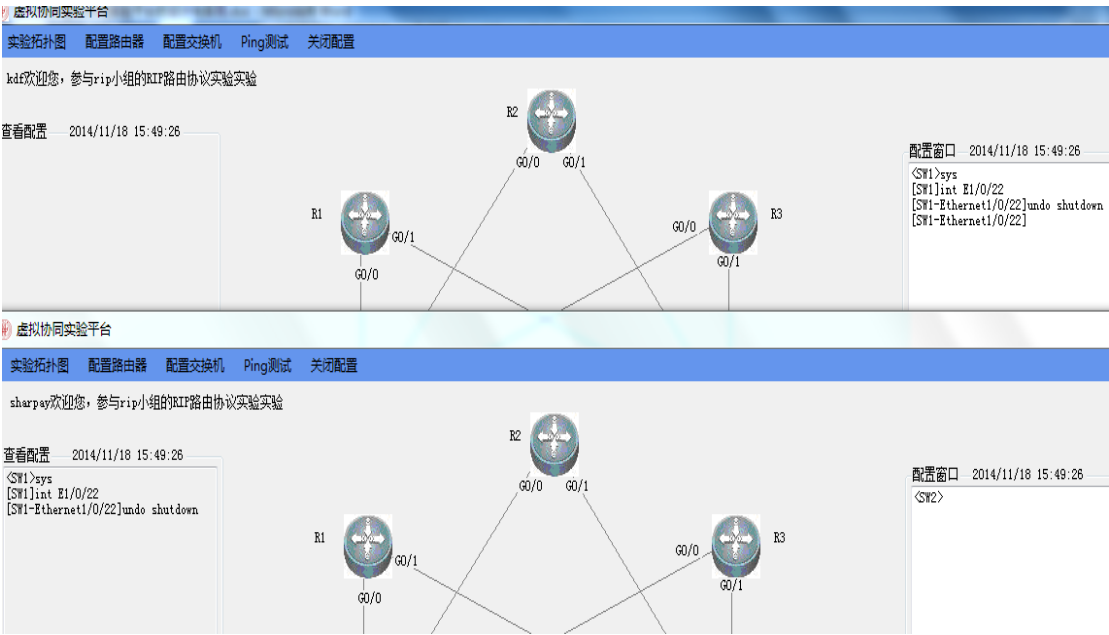 虚拟协同实验平台
实验拓扑图 配置路由器 配置交换机 Ping测试 关闭配置
kdf欢迎您，参与rip小组的RIP路由协议实验实验
查看配置 2014/11/18 15:49:26
R2
G0/0 G0/1
R1
G0/1
G0/0
R3
G0/0
G0/1
配置窗口 2014/11/18 15:49:26
<SW1>sys
[SW1]int E1/0/22
[SW1-Ethernet1/0/22]undo shutdown
[SW1-Ethernet1/0/22]
虚拟协同实验平台
实验拓扑图 配置路由器 配置交换机 Ping测试 关闭配置
sharpay欢迎您，参与rip小组的RIP路由协议实验实验
查看配置 2014/11/18 15:49:26
<SW1>sys
[SW1]int E1/0/22
[SW1-Ethernet1/0/22]undo shutdown
R2
G0/0 G0/1
R1
G0/1
G0/0
R3
G0/0
G0/1
配置窗口 2014/11/18 15:49:26
<SW2>